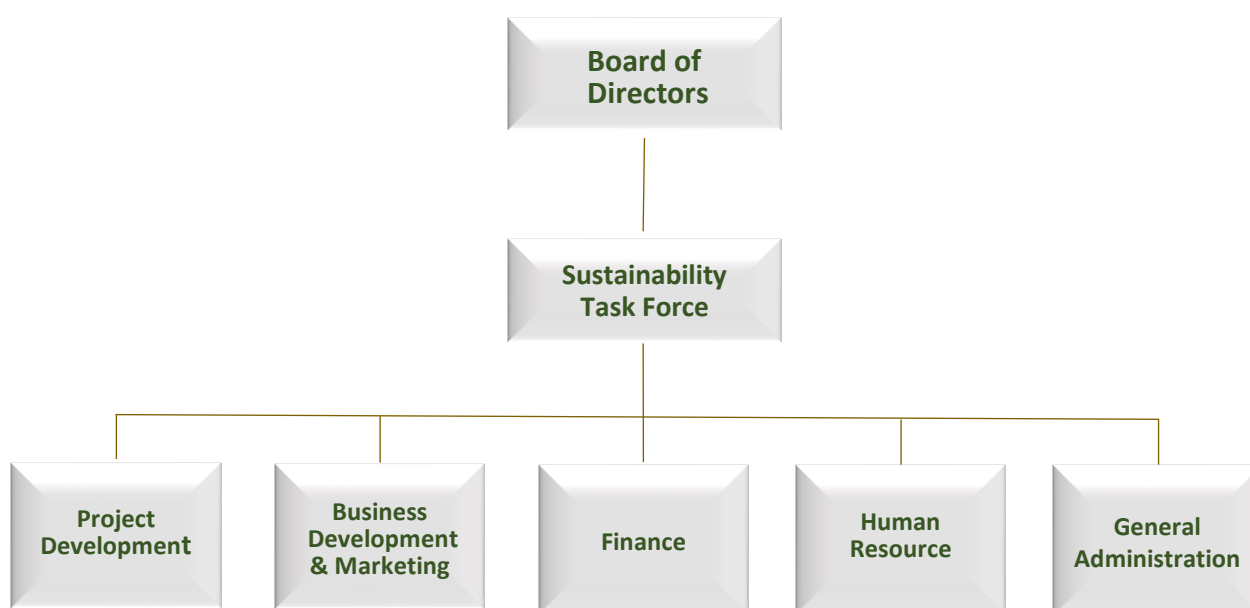 Board of
Directors
Sustainability
Task Force
Project
Development
Business
Development
& Marketing
Finance
Human
Resource
General
Administration